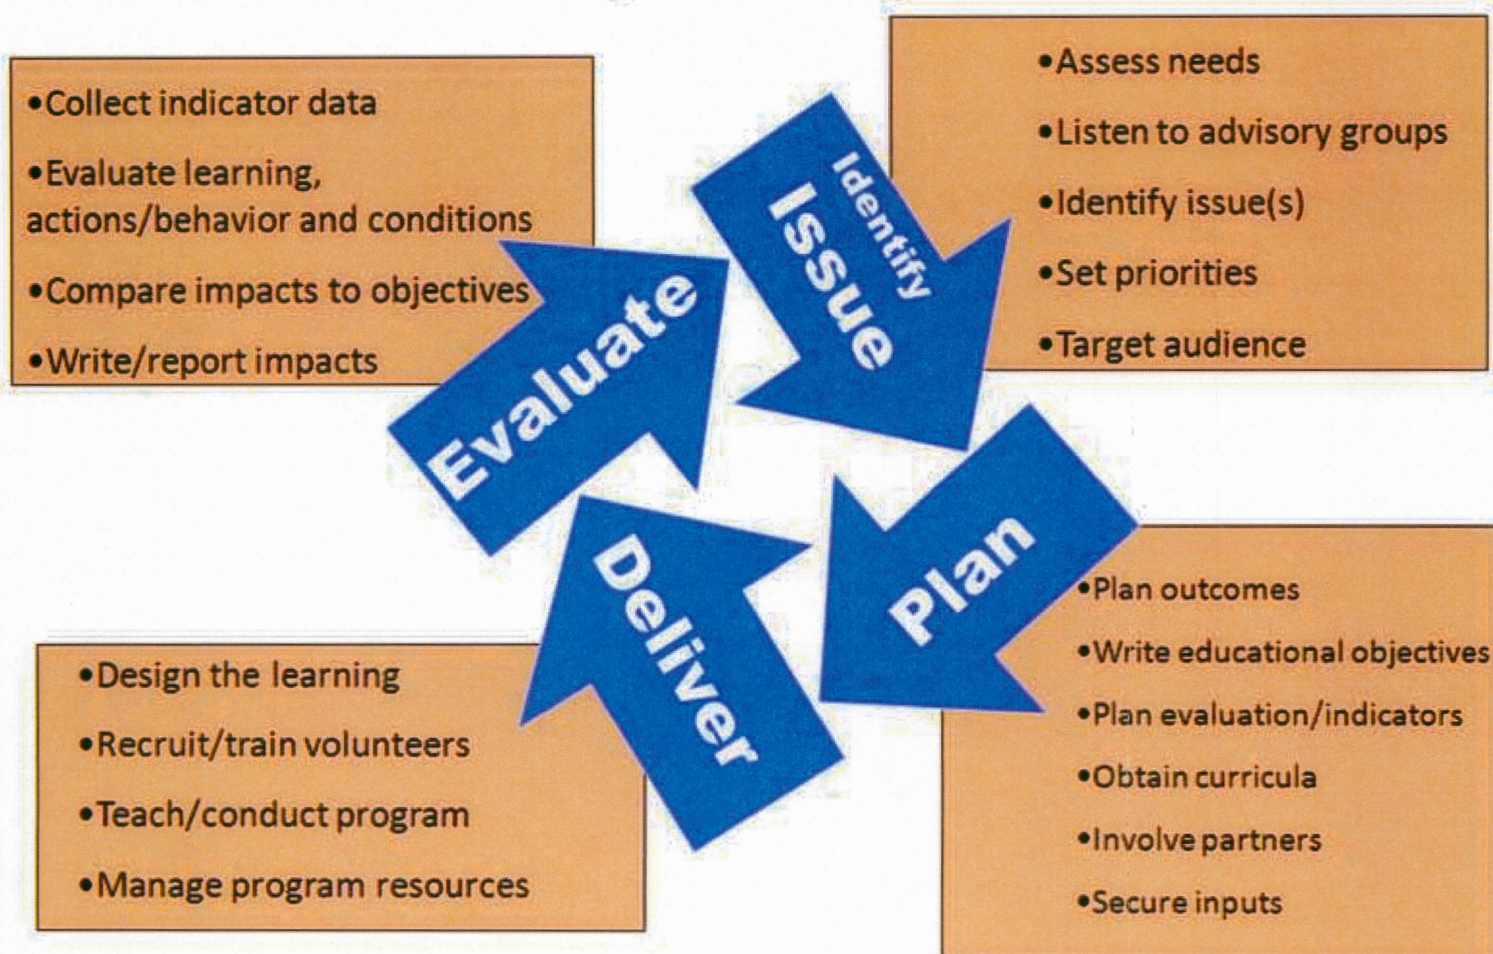 •Collect indicator data
•Evaluate learning,
actions/behavior and conditions
•Compare impacts to objectives
•Write/report impacts
Identify
Issue
•Assess needs
•Listen to advisory groups
•Identify issue(s)
•Set priorities
•Target audience
Evaluate
Plan
Deliver
•Design the learning
•Recruit/train volunteers
•Teach/conduct program
•Manage program resources
•Plan outcomes
•Write educational objectives
•Plan evaluation/indicators
•Obtain curricula
•Involve partners
•Secure inputs